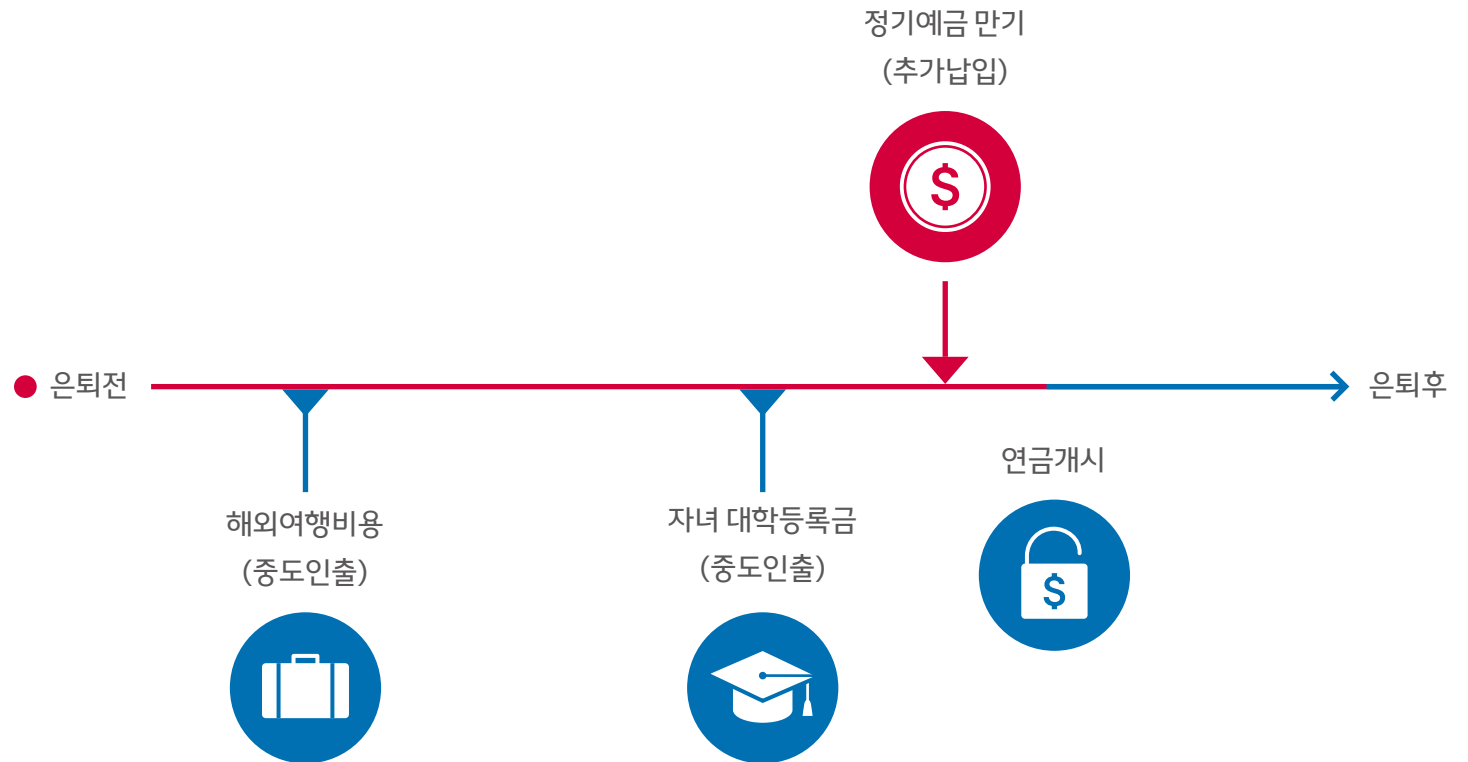 정기예금 만기
(추가납입)
$
은퇴전
은퇴후
해외여행비용
(중도인출)
자녀 대학등록금
(중도인출)
연금개시
$